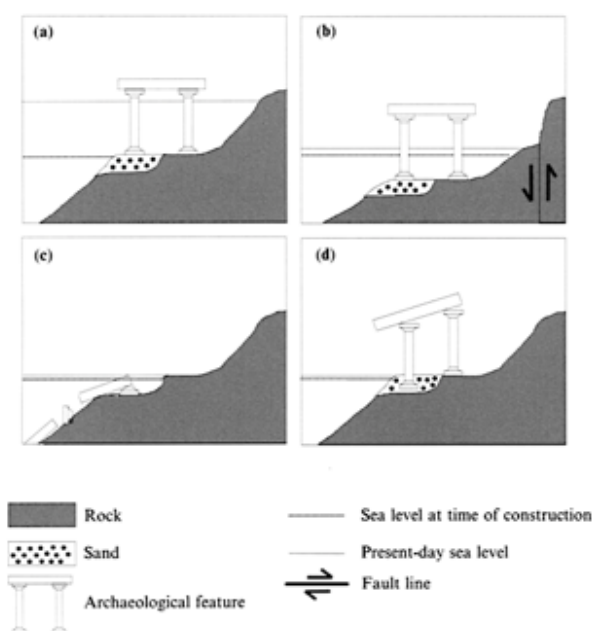 (a)
(b)
(c)
(d)
Rock
Sand
Archaeological feature
Sea level at time of construction
Present-day sea level
Fault line